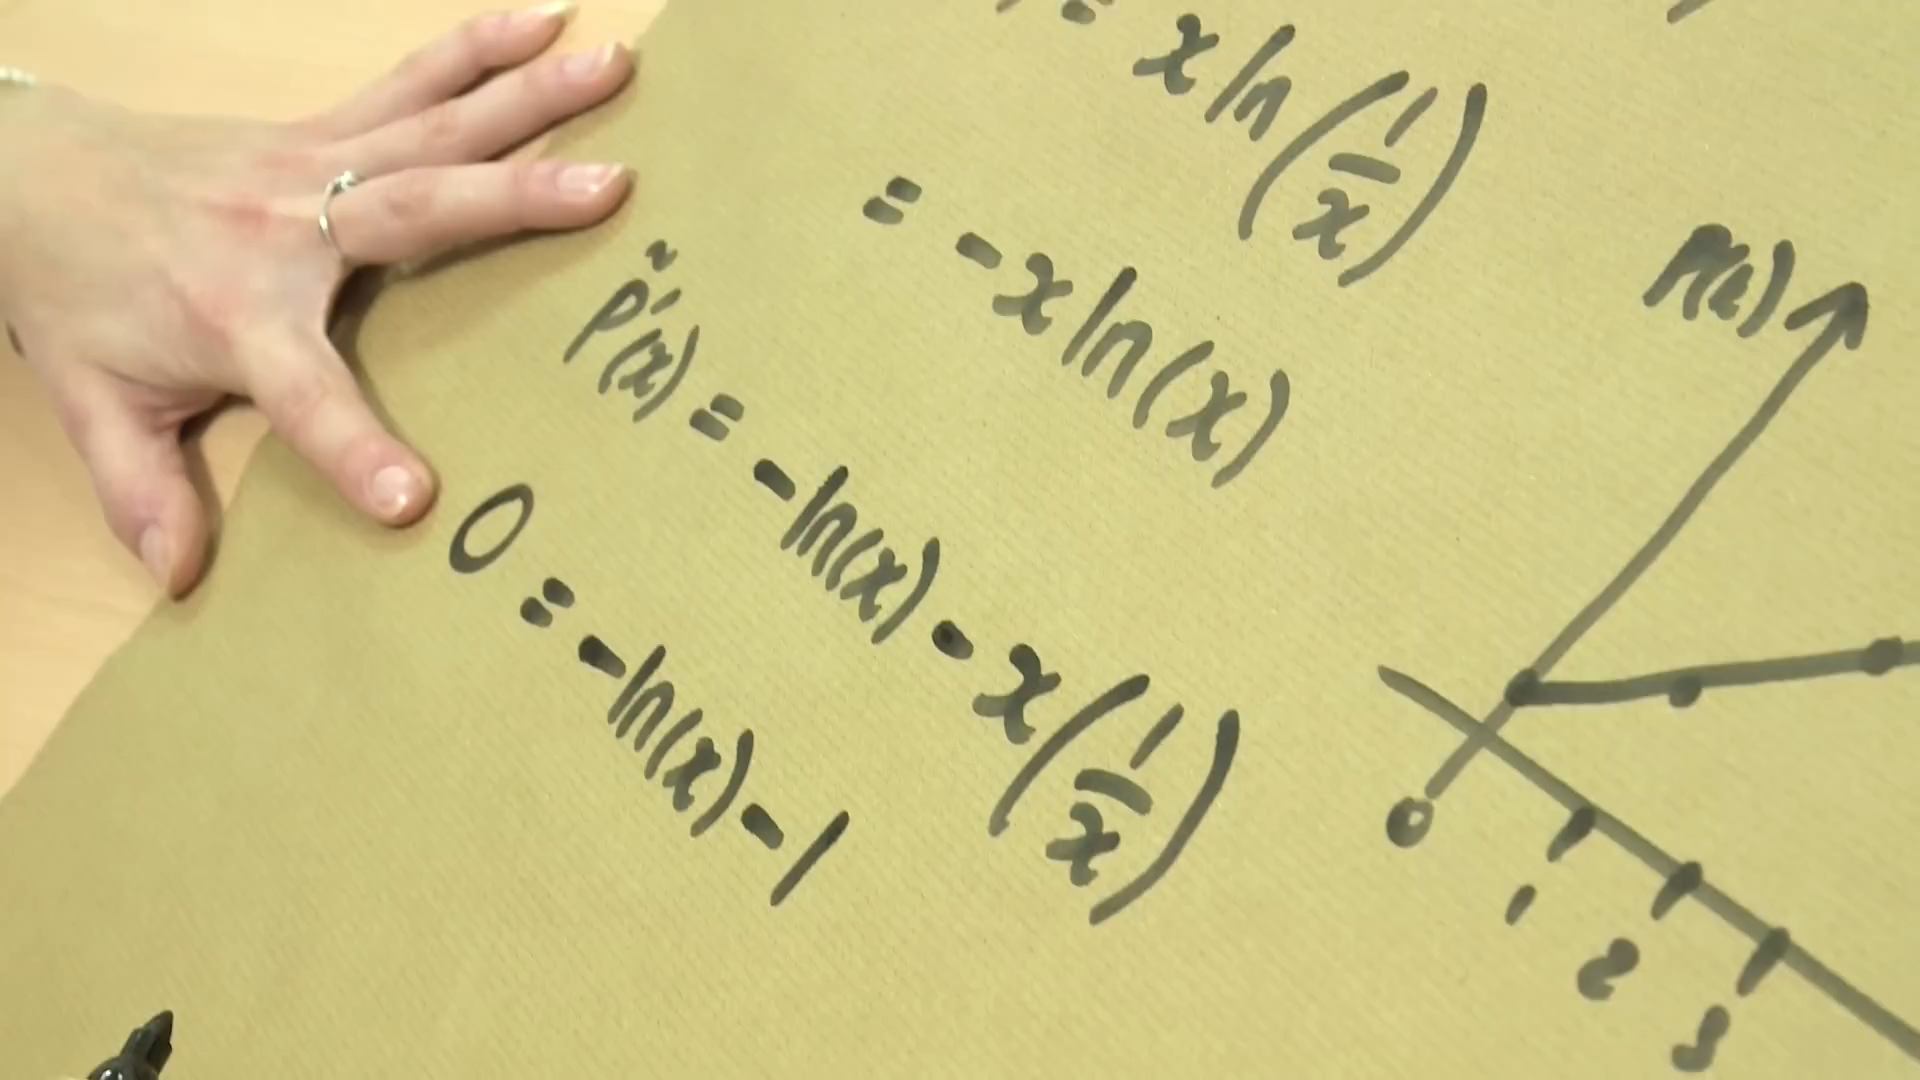 = x ln(1/x)
= -x ln(x)
~
P'(x) = -ln(x) - x(1/x)
0 = -ln(x) - 1
P(k)
0
1
2
3